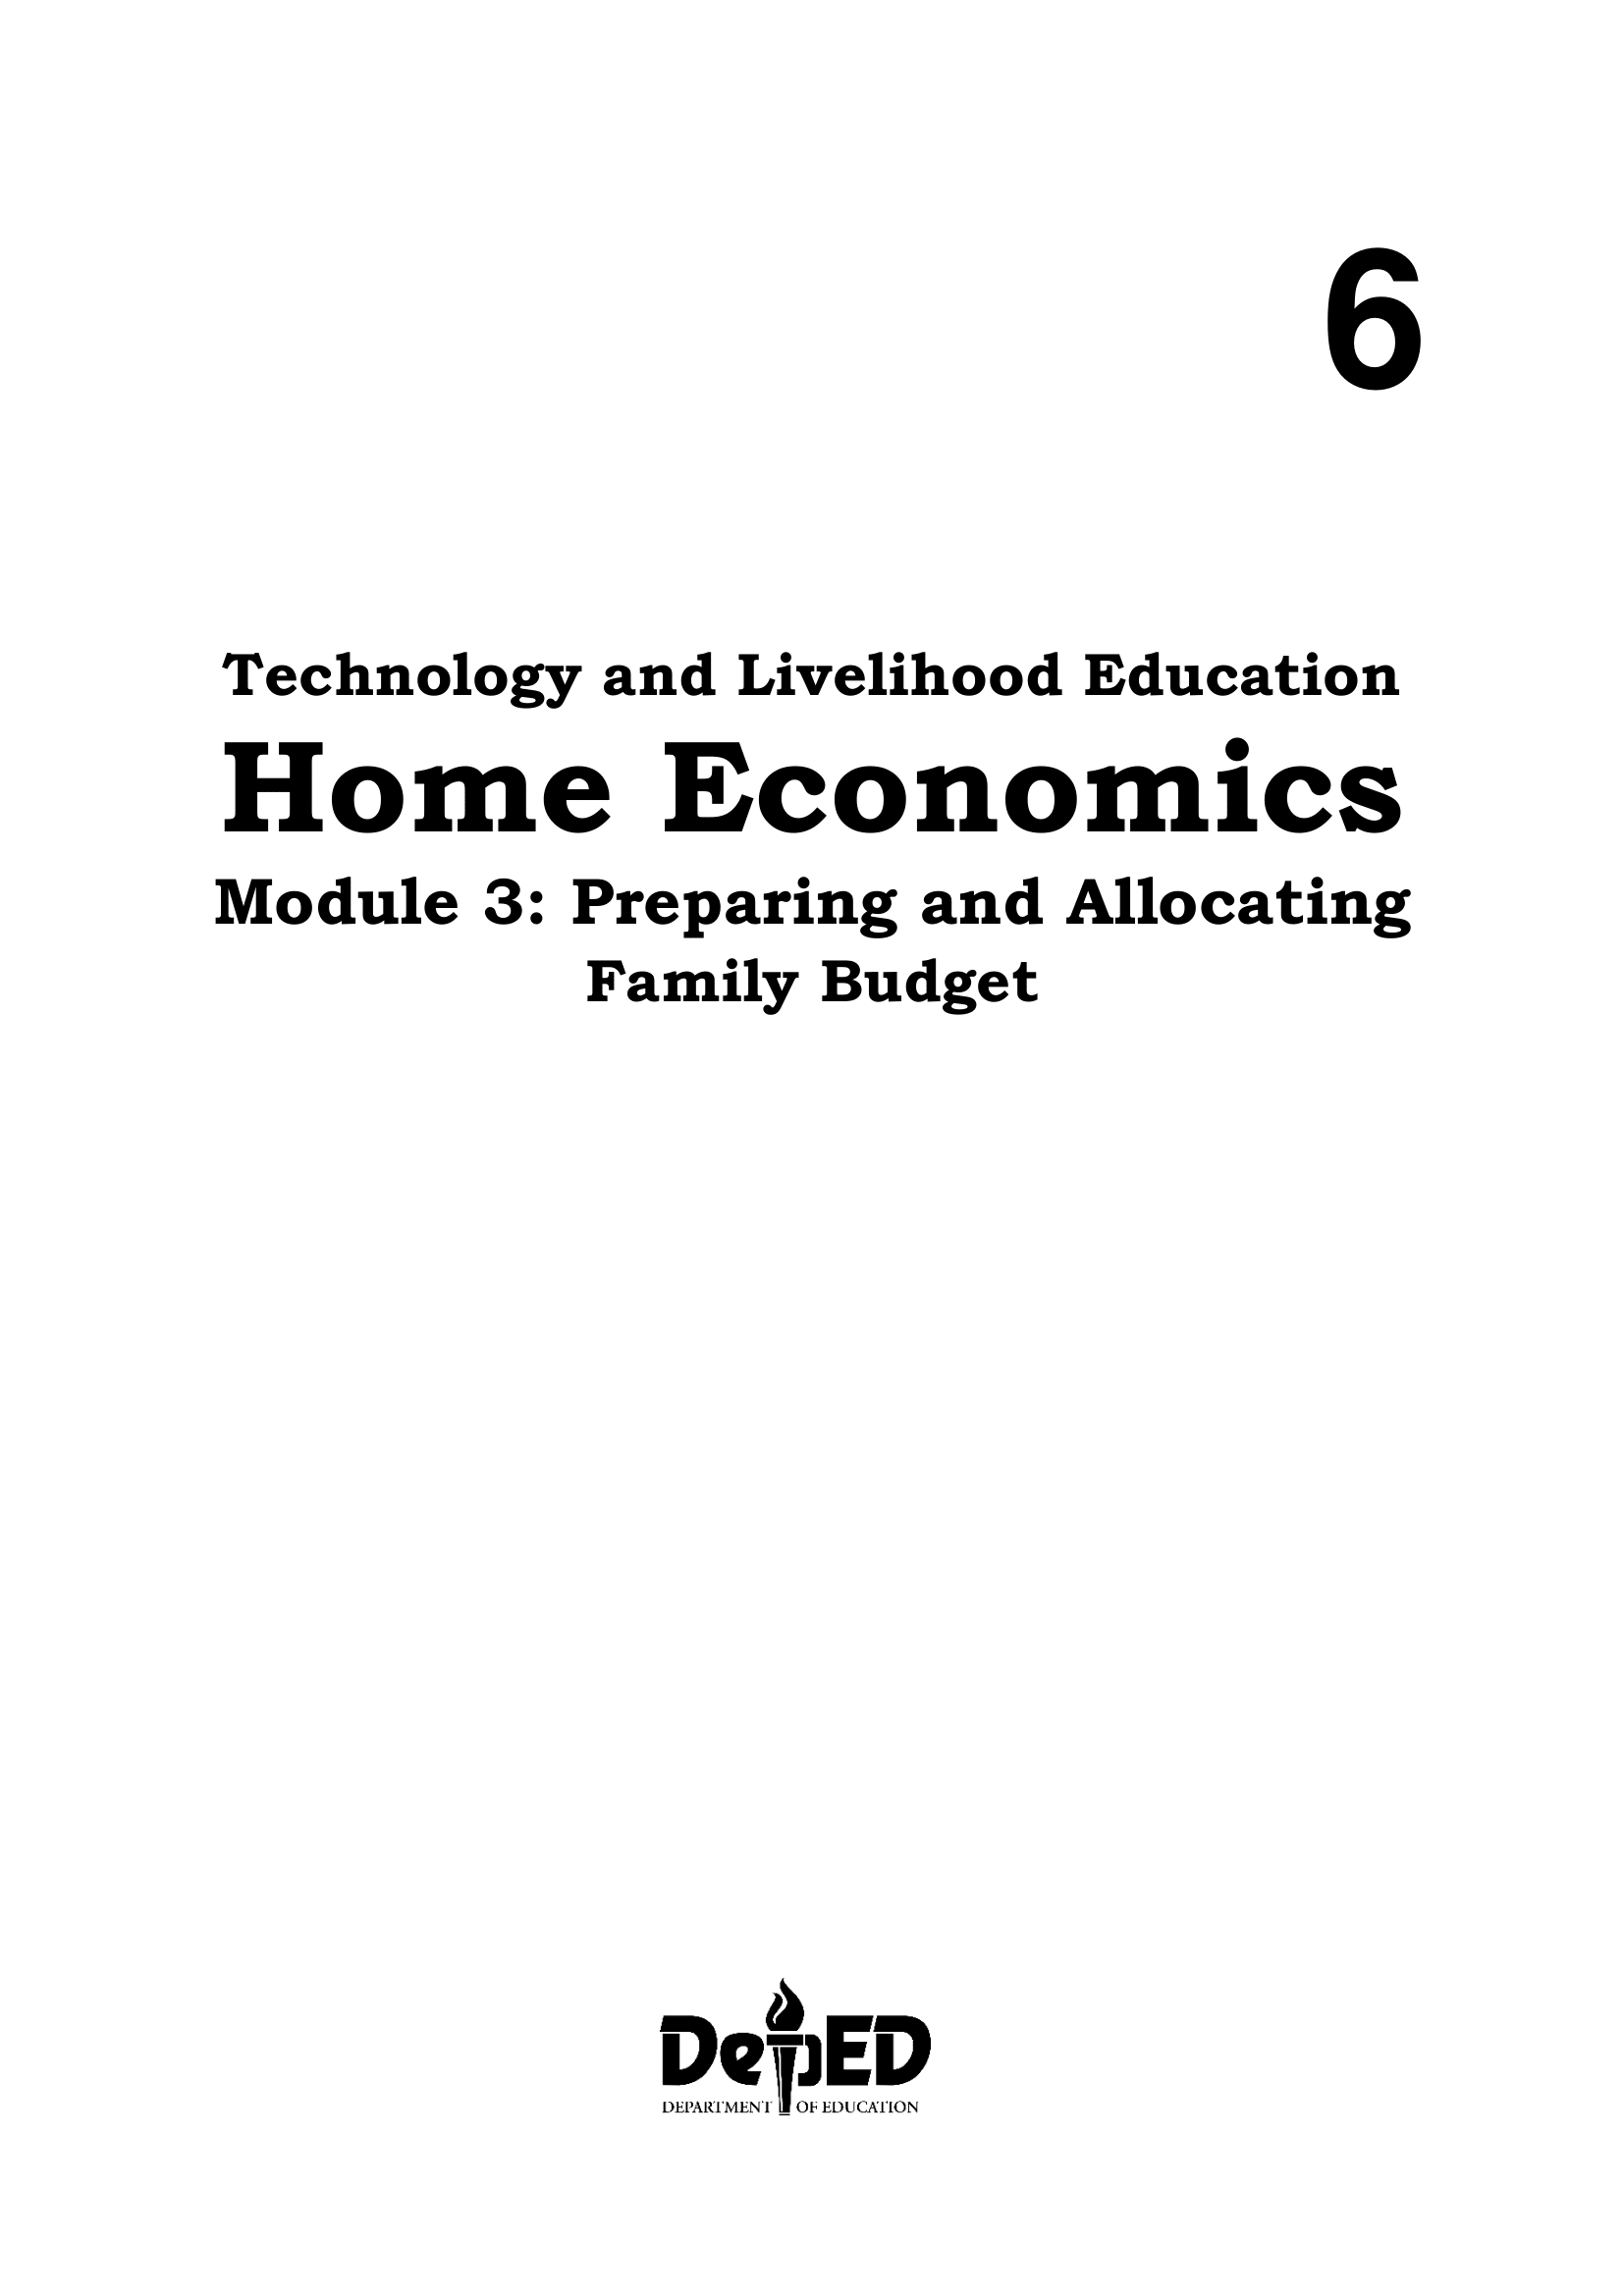 6
Technology and Livelihood Education
Home Economics
Module 3: Preparing and Allocating
Family Budget
DepED
DEPARTMENT OF EDUCATION